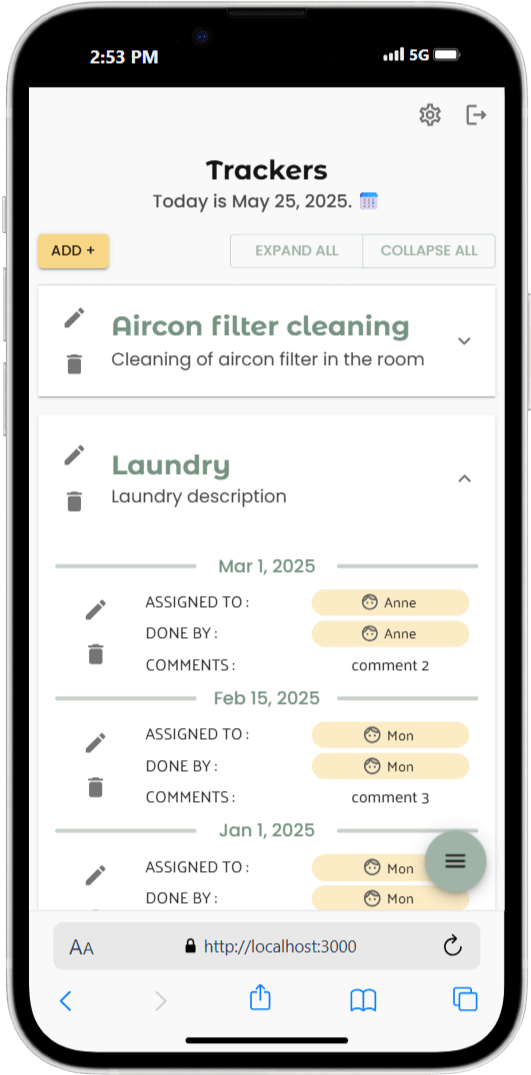 2:53 PM 5G
Trackers
Today is May 25, 2025.
ADD + EXPAND ALL COLLAPSE ALL
Aircon filter cleaning
Cleaning of aircon filter in the room
Laundry
Laundry description
Mar 1, 2025
ASSIGNED TO : Anne
DONE BY : Anne
COMMENTS : comment 2
Feb 15, 2025
ASSIGNED TO : Mon
DONE BY : Mon
COMMENTS : comment 3
Jan 1, 2025
ASSIGNED TO : Mon
DONE BY : Mon
AA http://localhost:3000